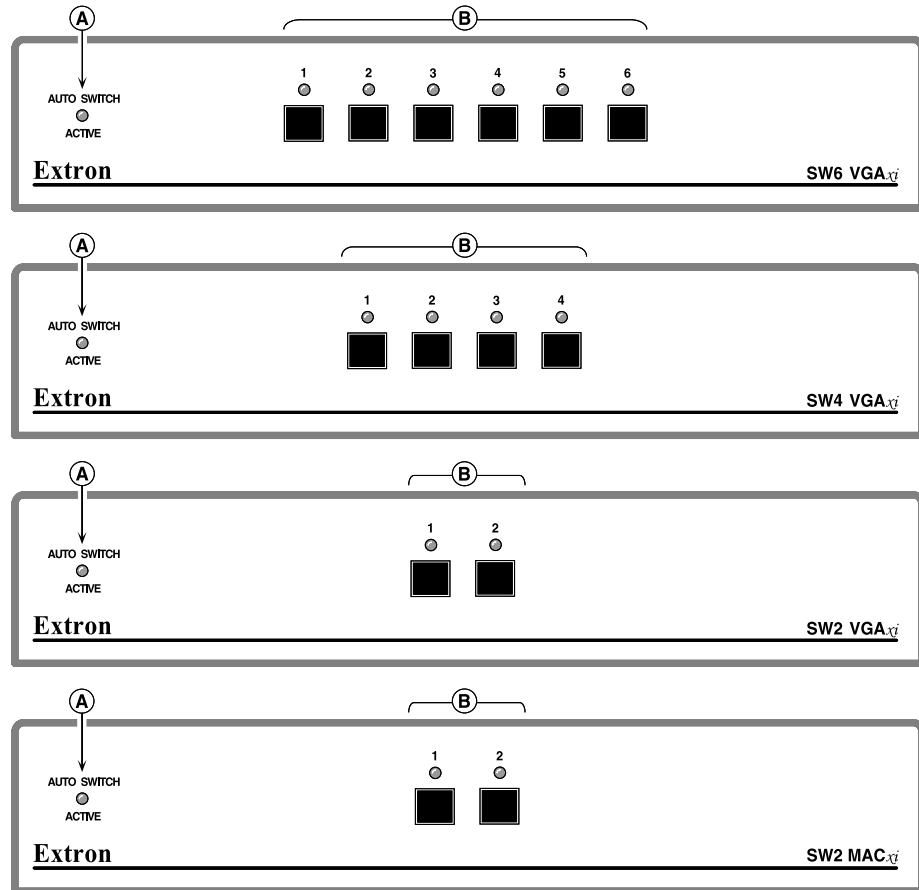 A B
1 2 3 4 5 6
AUTO SWITCH
ACTIVE
Extron SW6 VGAxi
A B
1 2 3 4
AUTO SWITCH
ACTIVE
Extron SW4 VGAxi
A B
1 2
AUTO SWITCH
ACTIVE
Extron SW2 VGAxi
A B
1 2
AUTO SWITCH
ACTIVE
Extron SW2 MACxi